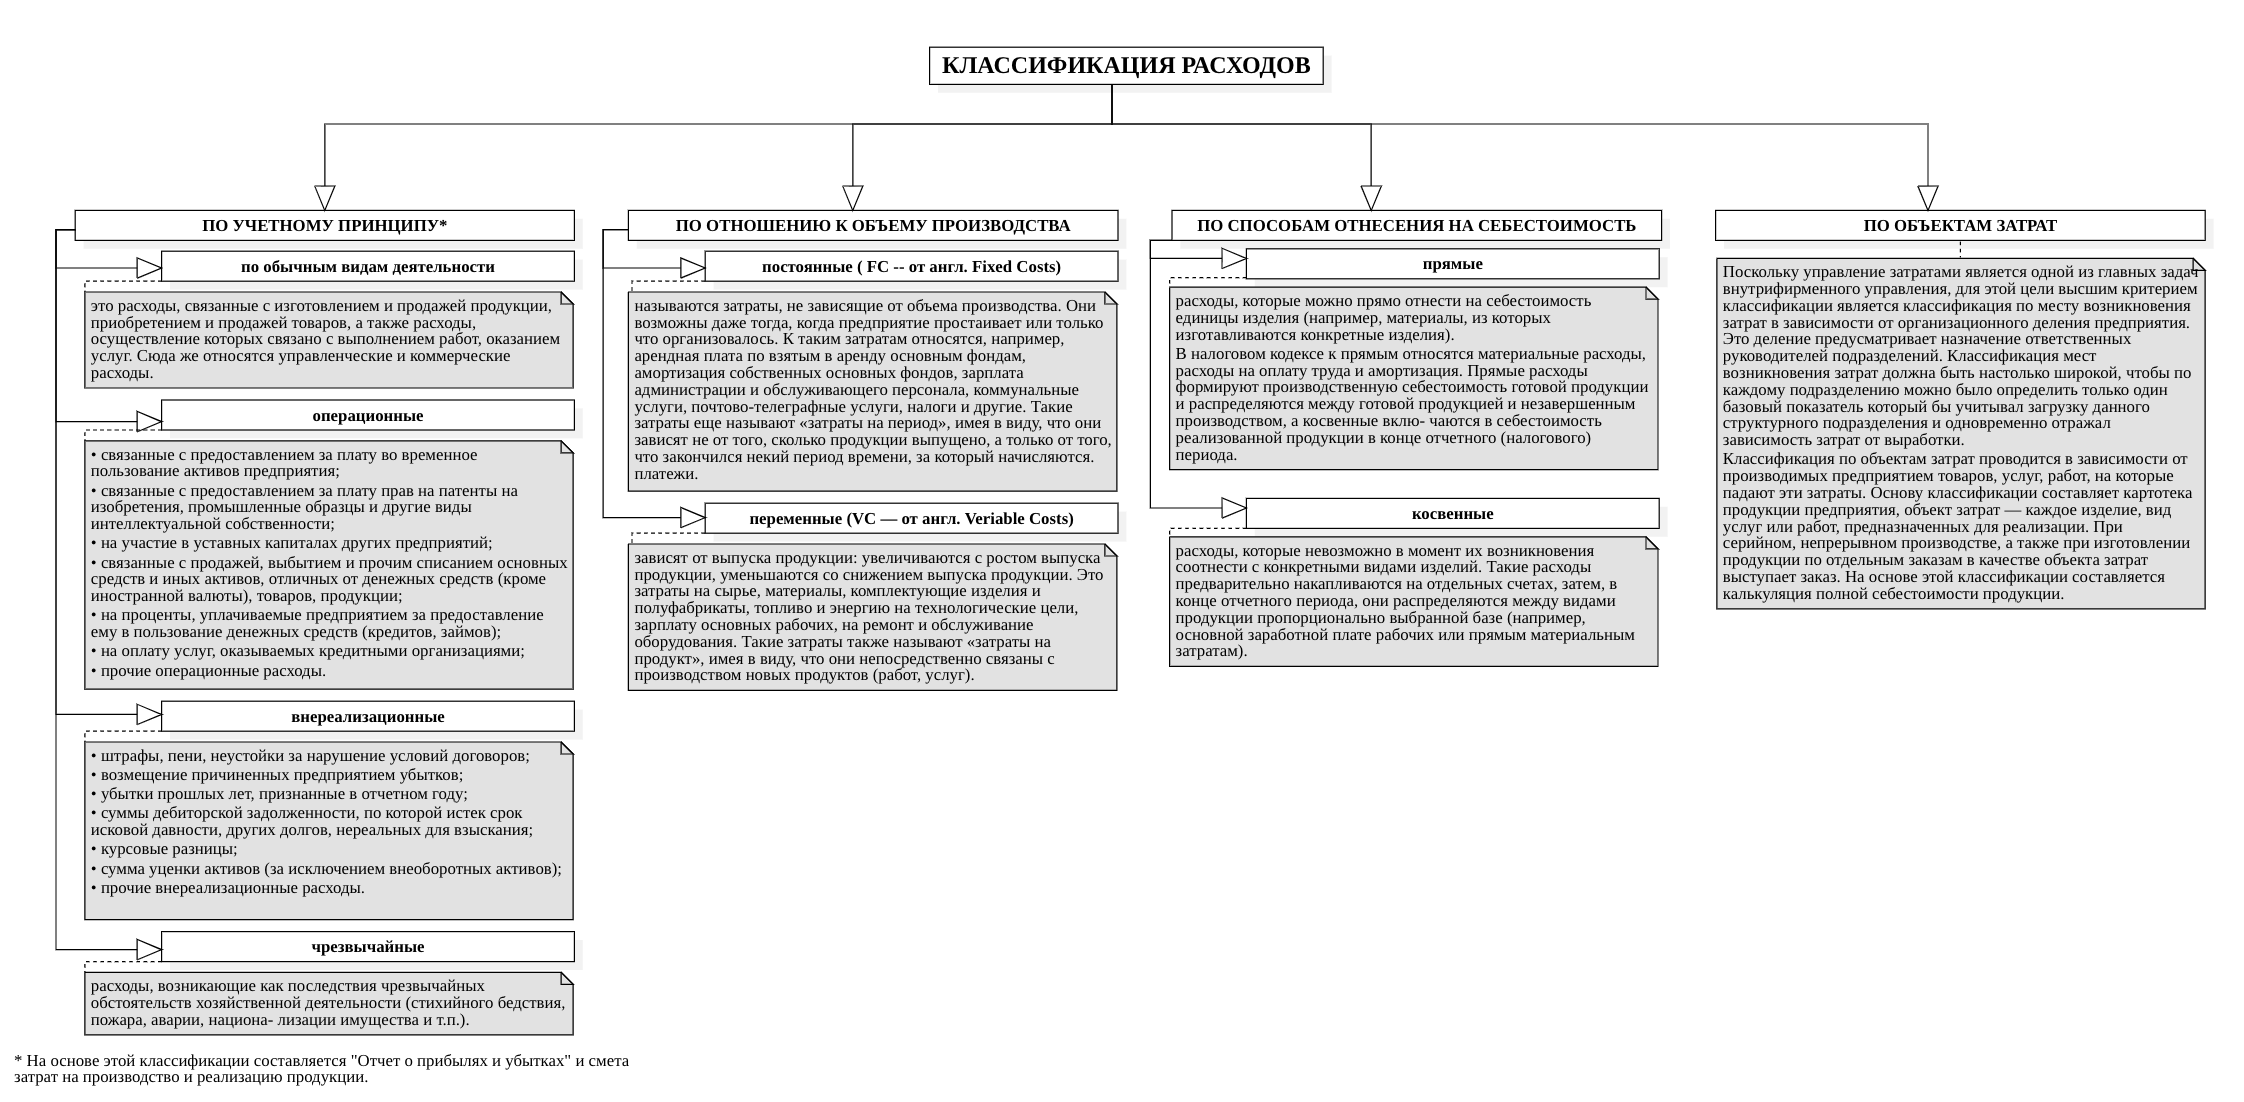 КЛАССИФИКАЦИЯ РАСХОДОВ
ПО УЧЕТНОМУ ПРИНЦИПУ*
по обычным видам деятельности
это расходы, связанные с изготовлением и продажей продукции,
приобретением и продажей товаров, а также расходы,
осуществление которых связано с выполнением работ, оказанием
услуг. Сюда же относятся управленческие и коммерческие
расходы.
операционные
• связанные с предоставлением за плату во временное
пользование активов предприятия;
• связанные с предоставлением за плату прав на патенты на
изобретения, промышленные образцы и другие виды
интеллектуальной собственности;
• на участие в уставных капиталах других предприятий;
• связанные с продажей, выбытием и прочим списанием основных
средств и иных активов, отличных от денежных средств (кроме
иностранной валюты), товаров, продукции;
• на проценты, уплачиваемые предприятием за предоставление
ему в пользование денежных средств (кредитов, займов);
• на оплату услуг, оказываемых кредитными организациями;
• прочие операционные расходы.
внереализационные
• штрафы, пени, неустойки за нарушение условий договоров;
• возмещение причиненных предприятием убытков;
• убытки прошлых лет, признанные в отчетном году;
• суммы дебиторской задолженности, по которой истек срок
исковой давности, других долгов, нереальных для взыскания;
• курсовые разницы;
• сумма уценки активов (за исключением внеоборотных активов);
• прочие внереализационные расходы.
чрезвычайные
расходы, возникающие как последствия чрезвычайных
обстоятельств хозяйственной деятельности (стихийного бедствия,
пожара, аварии, национа- лизации имущества и т.п.).
* На основе этой классификации составляется "Отчет о прибылях и убытках" и смета
затрат на производство и реализацию продукции.
ПО ОТНОШЕНИЮ К ОБЪЕМУ ПРОИЗВОДСТВА
постоянные ( FC -- от англ. Fixed Costs)
называются затраты, не зависящие от объема производства. Они
возможны даже тогда, когда предприятие простаивает или только
что организовалось. К таким затратам относятся, например,
арендная плата по взятым в аренду основным фондам,
амортизация собственных основных фондов, зарплата
администрации и обслуживающего персонала, коммунальные
услуги, почтово-телеграфные услуги, налоги и другие. Такие
затраты еще называют «затраты на период», имея в виду, что они
зависят не от того, сколько продукции выпущено, а только от того,
что закончился некий период времени, за который начисляются.
платежи.
переменные (VC — от англ. Veriable Costs)
зависят от выпуска продукции: увеличиваются с ростом выпуска
продукции, уменьшаются со снижением выпуска продукции. Это
затраты на сырье, материалы, комплектующие изделия и
полуфабрикаты, топливо и энергию на технологические цели,
зарплату основных рабочих, на ремонт и обслуживание
оборудования. Такие затраты также называют «затраты на
продукт», имея в виду, что они непосредственно связаны с
производством новых продуктов (работ, услуг).
ПО СПОСОБАМ ОТНЕСЕНИЯ НА СЕБЕСТОИМОСТЬ
прямые
расходы, которые можно прямо отнести на себестоимость
единицы изделия (например, материалы, из которых
изготавливаются конкретные изделия).
В налоговом кодексе к прямым относятся материальные расходы,
расходы на оплату труда и амортизация. Прямые расходы
формируют производственную себестоимость готовой продукции
и распределяются между готовой продукцией и незавершенным
производством, а косвенные вклю- чаются в себестоимость
реализованной продукции в конце отчетного (налогового)
периода.
косвенные
расходы, которые невозможно в момент их возникновения
соотнести с конкретными видами изделий. Такие расходы
предварительно накапливаются на отдельных счетах, затем, в
конце отчетного периода, они распределяются между видами
продукции пропорционально выбранной базе (например,
основной заработной плате рабочих или прямым материальным
затратам).
ПО ОБЪЕКТАМ ЗАТРАТ
Поскольку управление затратами является одной из главных задач
внутрифирменного управления, для этой цели высшим критерием
классификации является классификация по месту возникновения
затрат в зависимости от организационного деления предприятия.
Это деление предусматривает назначение ответственных
руководителей подразделений. Классификация мест
возникновения затрат должна быть настолько широкой, чтобы по
каждому подразделению можно было определить только один
базовый показатель который бы учитывал загрузку данного
структурного подразделения и одновременно отражал
зависимость затрат от выработки.
Классификация по объектам затрат проводится в зависимости от
производимых предприятием товаров, услуг, работ, на которые
падают эти затраты. Основу классификации составляет картотека
продукции предприятия, объект затрат — каждое изделие, вид
услуг или работ, предназначенных для реализации. При
серийном, непрерывном производстве, а также при изготовлении
продукции по отдельным заказам в качестве объекта затрат
выступает заказ. На основе этой классификации составляется
калькуляция полной себестоимости продукции.